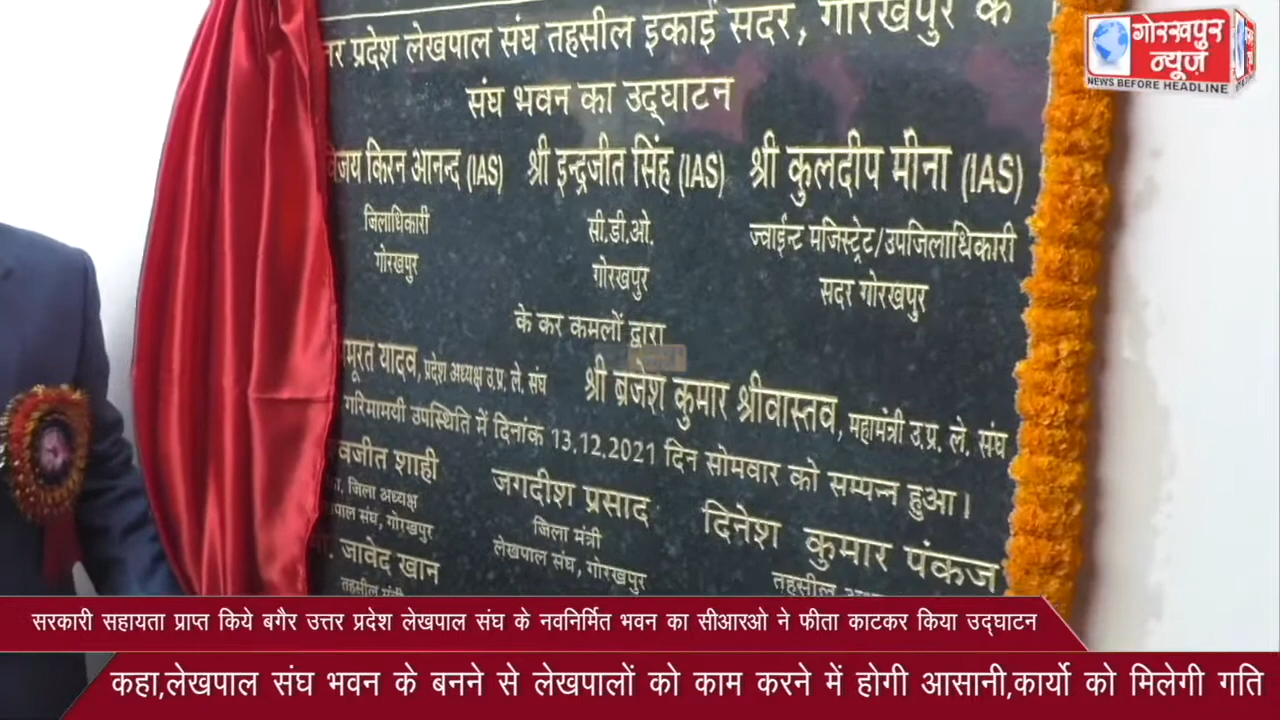 प्रदेश लेखपाल संघ तहसील इकाई सदर, गोरखपुर के
संघ भवन का उद्घाटन
किरन आनन्द (IAS) श्री इन्द्रजीत सिंह (IAS) श्री कुलदीप मीना (IAS)
जिलाधिकारी सी.डी.ओ. ज्वाईन्ट मजिस्ट्रेट/उपजिलाधिकारी
गोरखपुर गोरखपुर सदर गोरखपुर
के कर कमलों द्वारा
यादव, प्रदेश अध्यक्ष उ.प्र. ले. संघ श्री ब्रजेश कुमार श्रीवास्तव, महामंत्री उ.प्र. ले. संघ
गरिमामयी उपस्थिति में दिनांक 13.12.2021 दिन सोमवार को सम्पन्न हुआ।
शाही जगदीश प्रसाद दिनेश कुमार पंकज
जिला अध्यक्ष जिला मंत्री तहसील
संघ, गोरखपुर लेखपाल संघ, गोरखपुर
जावेद खान
तहसील
गोरखपुर
न्यूज़
NEWS BEFORE HEADLINE
सरकारी सहायता प्राप्त किये बगैर उत्तर प्रदेश लेखपाल संघ के नवनिर्मित भवन का सीआरओ ने फीता काटकर किया उद्घाटन
कहा,लेखपाल संघ भवन के बनने से लेखपालों को काम करने में होगी आसानी,कार्यो को मिलेगी गति